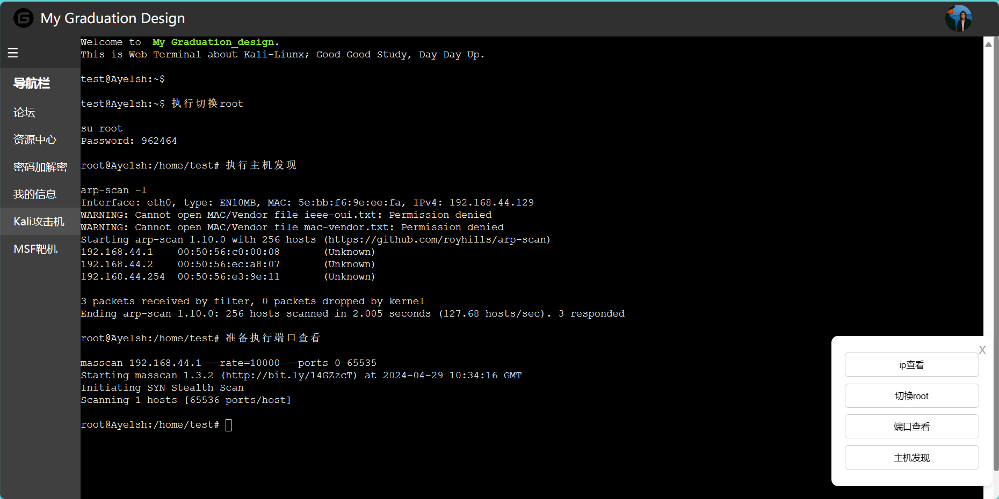 My Graduation Design
☰
导航栏
论坛
资源中心
密码加解密
我的信息
Kali攻击机
MSF靶机
Welcome to  My Graduation_design.
This is Web Terminal about Kali-Liunx; Good Good Study, Day Day Up.
test@Ayelsh:~$
test@Ayelsh:~$ 执行切换root
su root
Password: 962464
root@Ayelsh:/home/test# 执行主机发现
arp-scan -l
Interface: eth0, type: EN10MB, MAC: 5e:bb:f6:9e:ee:fa, IPv4: 192.168.44.129
WARNING: Cannot open MAC/Vendor file ieee-oui.txt: Permission denied
WARNING: Cannot open MAC/Vendor file mac-vendor.txt: Permission denied
Starting arp-scan 1.10.0 with 256 hosts (https://github.com/royhills/arp-scan)
192.168.44.1    00:50:56:c0:00:08       (Unknown)
192.168.44.2    00:50:56:ec:a8:07       (Unknown)
192.168.44.254  00:50:56:e3:9e:11       (Unknown)
3 packets received by filter, 0 packets dropped by kernel
Ending arp-scan 1.10.0: 256 hosts scanned in 2.005 seconds (127.68 hosts/sec). 3 responded
root@Ayelsh:/home/test# 准备执行端口查看
masscan 192.168.44.1 --rate=10000 --ports 0-65535
Starting masscan 1.3.2 (http://bit.ly/14GZzcT) at 2024-04-29 10:34:16 GMT
Initiating SYN Stealth Scan
Scanning 1 hosts [65536 ports/host]
root@Ayelsh:/home/test#
X
ip查看
切换root
端口查看
主机发现